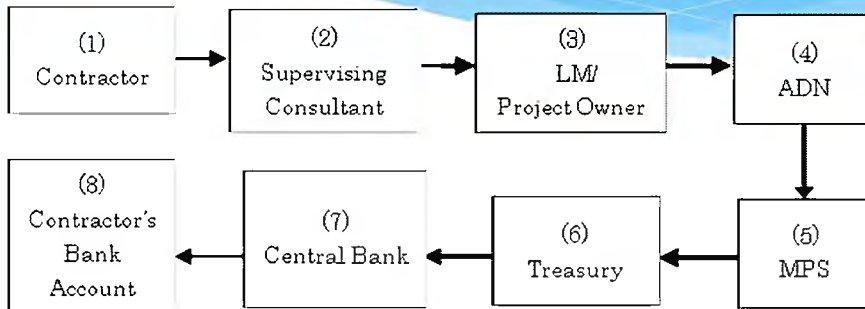 (1)
Contractor
(2)
Supervising
Consultant
(3)
LM/
Project Owner
(4)
ADN
(5)
MPS
(6)
Treasury
(7)
Central Bank
(8)
Contractor's
Bank
Account